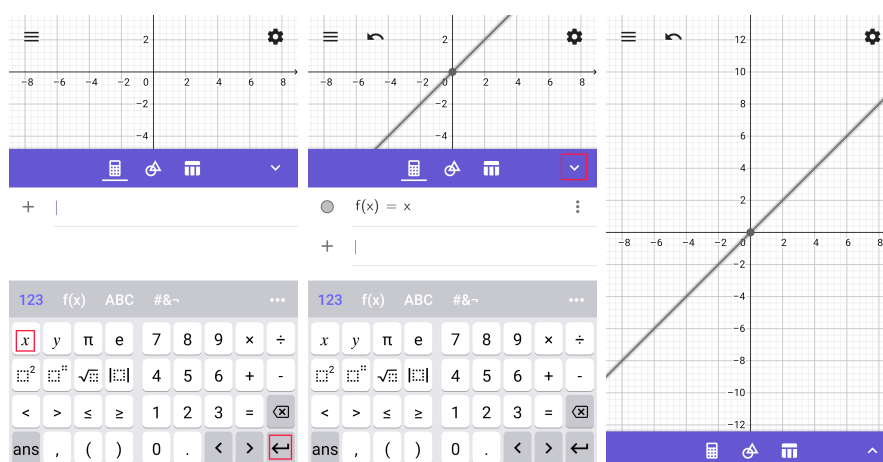 2
−8 −6 −4 −2 0 2 4 6 8
−2
−4
+
123 f(x) ABC #&¬ •••
x y π e 7 8 9 × ÷
2 √ | | 4 5 6 + -
< > ≤ ≥ 1 2 3 =
ans , ( ) 0 . < >
2
−8 −6 −4 −2 0 2 4 6 8
−2
−4
f(x) = x
+
123 f(x) ABC #&¬ •••
x y π e 7 8 9 × ÷
2 √ | | 4 5 6 + -
< > ≤ ≥ 1 2 3 =
ans , ( ) 0 . < >
12
10
8
6
4
2
−8 −6 −4 −2 0 2 4 6 8
−2
−4
−6
−8
−10
−12